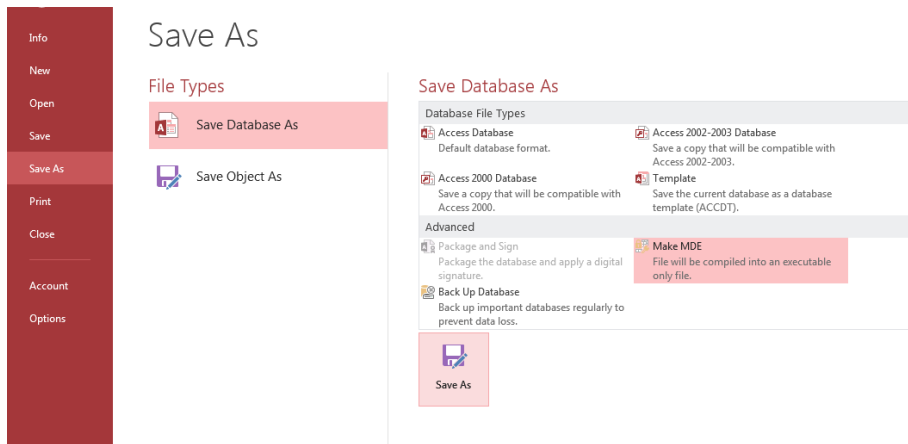 Save As
Info
New
Open
Save
Save As
Print
Close
Account
Options
File Types
Save Database As
Save Object As
Save Database As
Database File Types
Access Database
Default database format.
Access 2002-2003 Database
Save a copy that will be compatible with
Access 2002-2003.
Access 2000 Database
Save a copy that will be compatible with
Access 2000.
Template
Save the current database as a database
template (ACCDT).
Advanced
Package and Sign
Package the database and apply a digital
signature.
Make MDE
File will be compiled into an executable
only file.
Back Up Database
Back up important databases regularly to
prevent data loss.
Save As